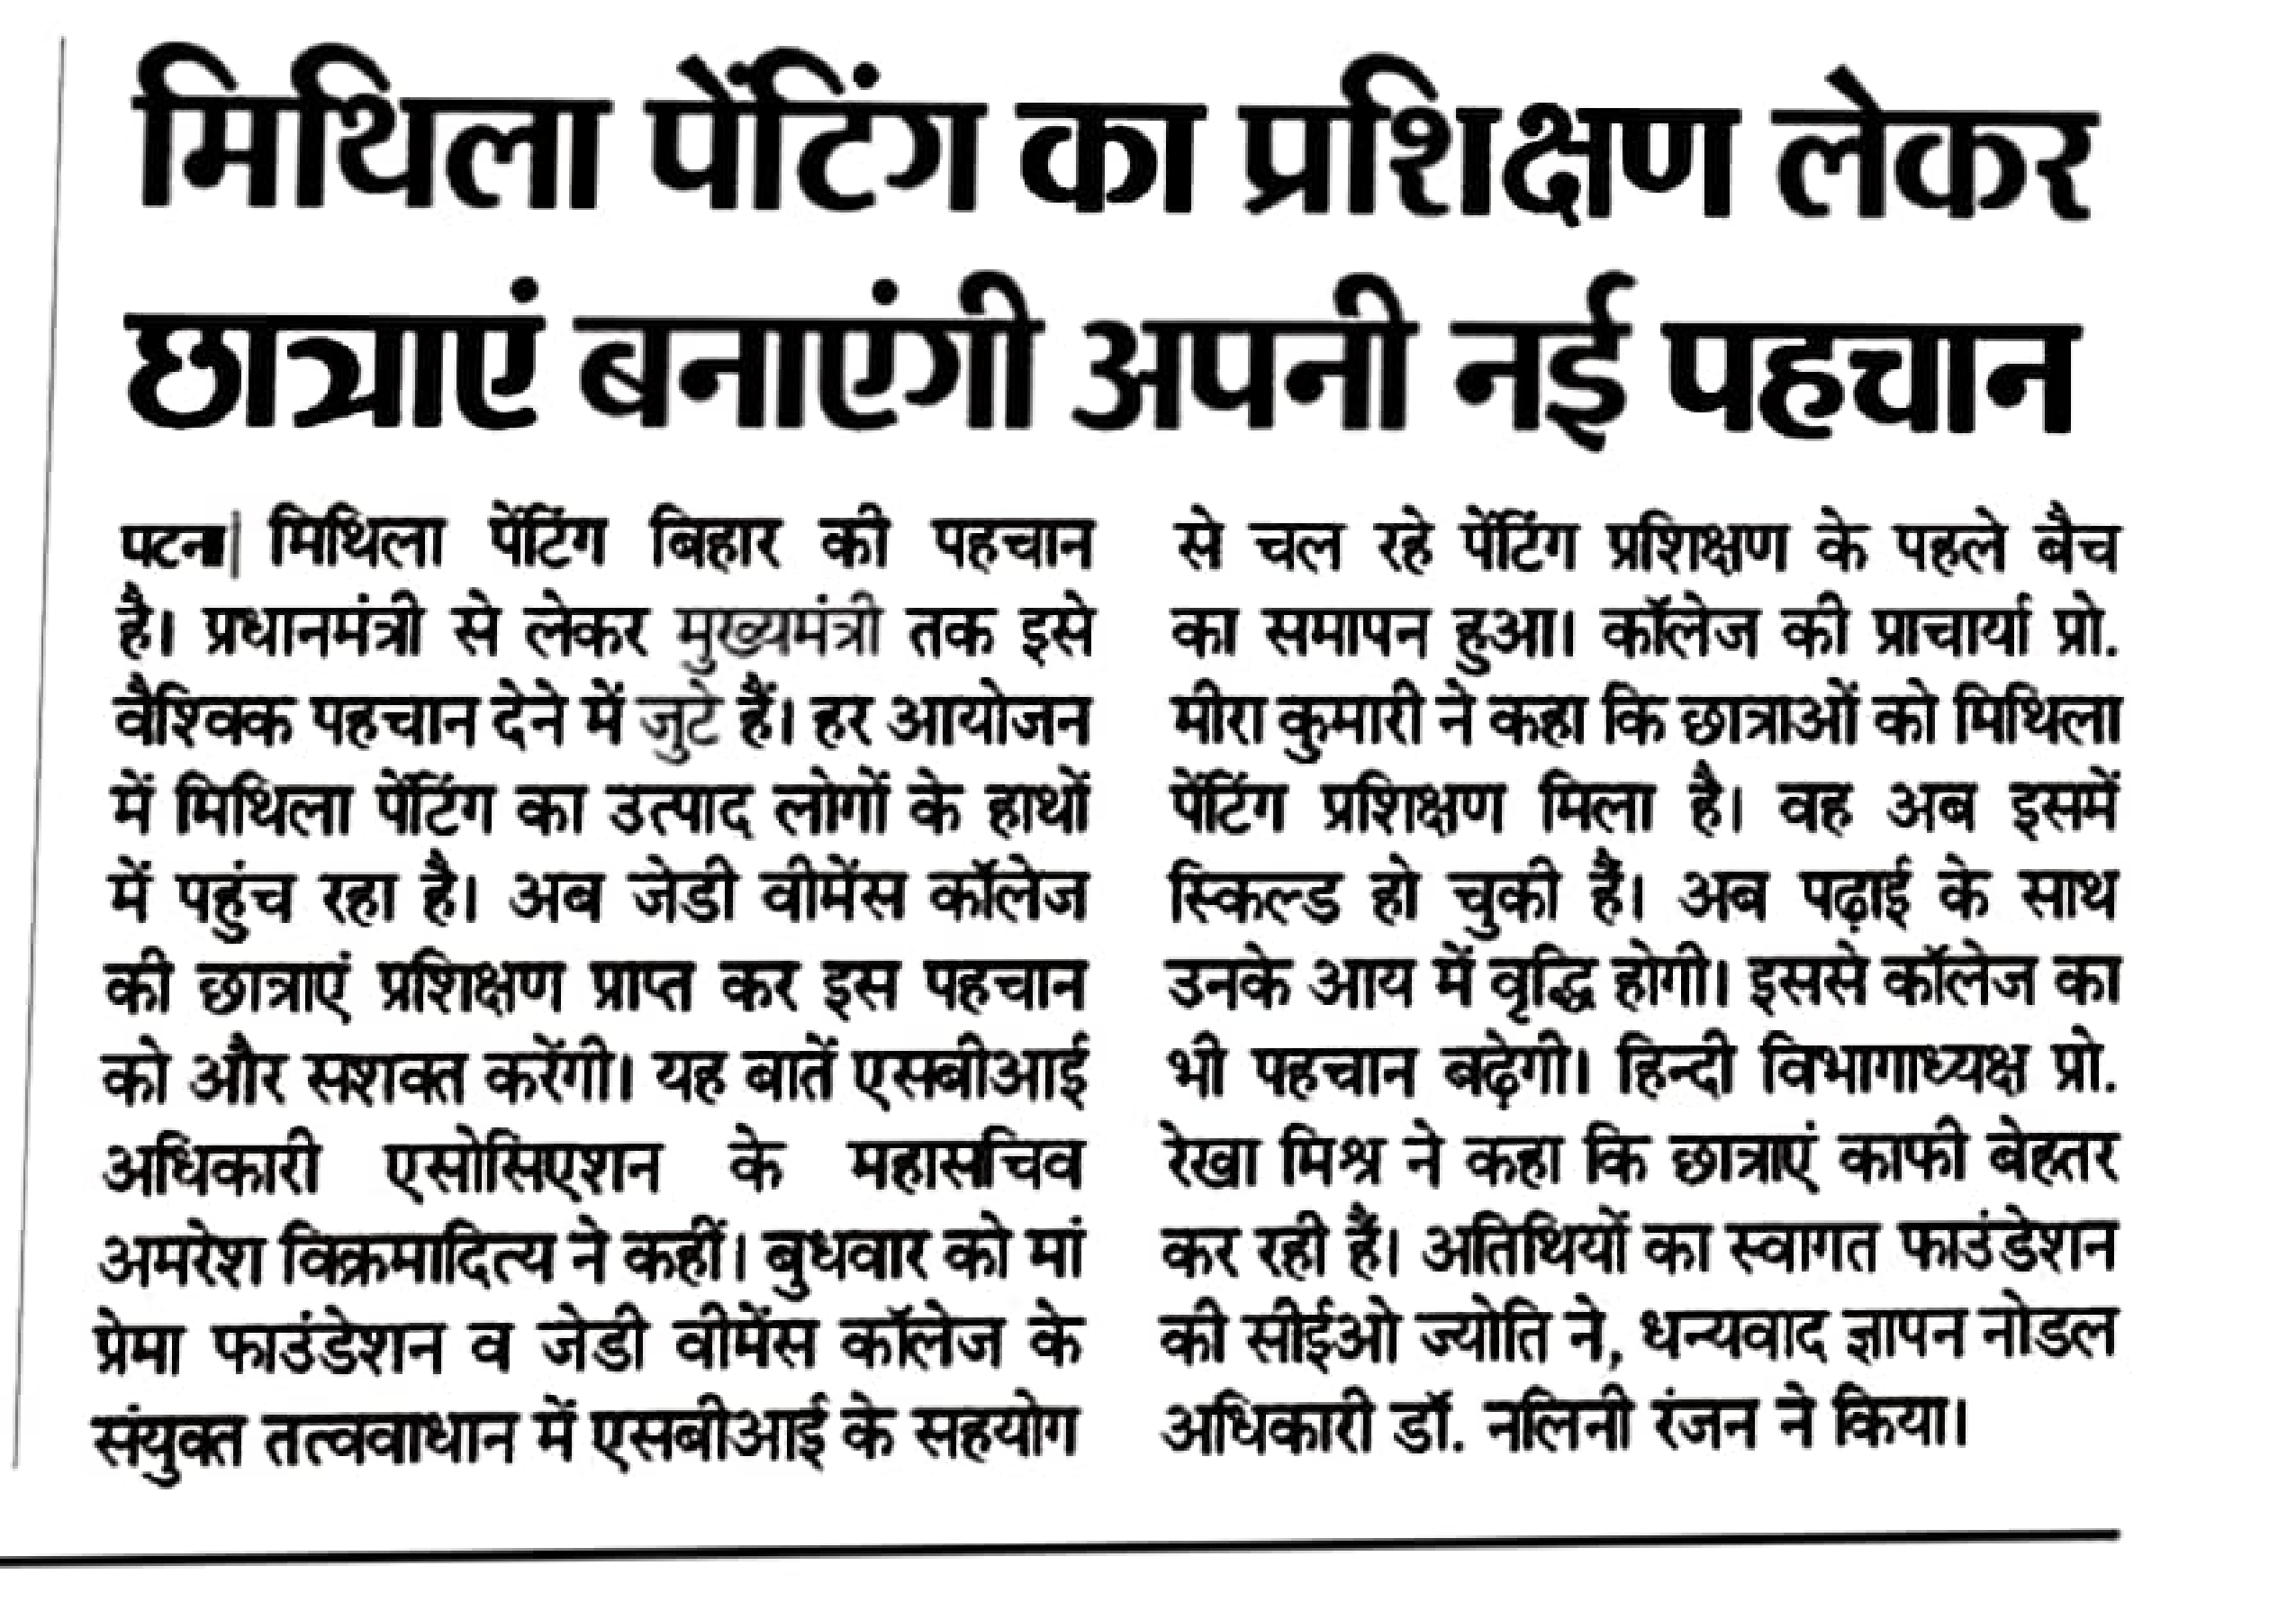 मिथिला पेंटिंग का प्रशिक्षण लेकर
छात्राएं बनाएंगी अपनी नई पहचान
पटना| मिथिला पेंटिंग बिहार की पहचान
है। प्रधानमंत्री से लेकर मुख्यमंत्री तक इसे
वैश्विक पहचान देने में जुटे हैं। हर आयोजन
में मिथिला पेंटिंग का उत्पाद लोगों के हाथों
में पहुंच रहा है। अब जेडी वीमेंस कॉलेज
की छात्राएं प्रशिक्षण प्राप्त कर इस पहचान
को और सशक्त करेंगी। यह बातें एसबीआई
अधिकारी एसोसिएशन के महासचिव
अमरेश विक्रमादित्य ने कहीं। बुधवार को मां
प्रेमा फाउंडेशन व जेडी वीमेंस कॉलेज के
संयुक्त तत्ववाधान में एसबीआई के सहयोग
से चल रहे पेंटिंग प्रशिक्षण के पहले बैच
का समापन हुआ। कॉलेज की प्राचार्या प्रो.
मीरा कुमारी ने कहा कि छात्राओं को मिथिला
पेंटिंग प्रशिक्षण मिला है। वह अब इसमें
स्किल्ड हो चुकी हैं। अब पढ़ाई के साथ
उनके आय में वृद्धि होगी। इससे कॉलेज का
भी पहचान बढ़ेगी। हिन्दी विभागाध्यक्ष प्रो.
रेखा मिश्र ने कहा कि छात्राएं काफी बेहतर
कर रही हैं। अतिथियों का स्वागत फाउंडेशन
की सीईओ ज्योति ने, धन्यवाद ज्ञापन नोडल
अधिकारी डॉ. नलिनी रंजन ने किया।